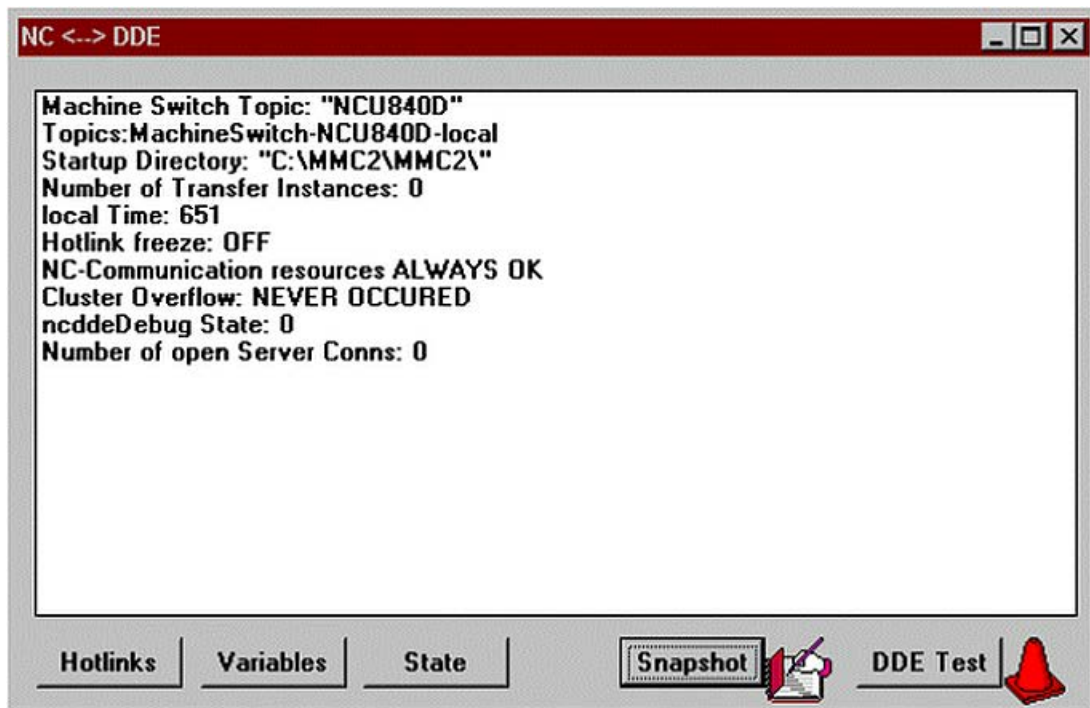 NC <--> DDE
Machine Switch Topic: "NCU840D"
Topics:MachineSwitch-NCU840D-local
Startup Directory: "C:\MMC2\MMC2\"
Number of Transfer Instances: 0
local Time: 651
Hotlink freeze: OFF
NC-Communication resources ALWAYS OK
Cluster Overflow: NEVER OCCURED
ncddeDebug State: 0
Number of open Server Conns: 0
Hotlinks Variables State Snapshot DDE Test